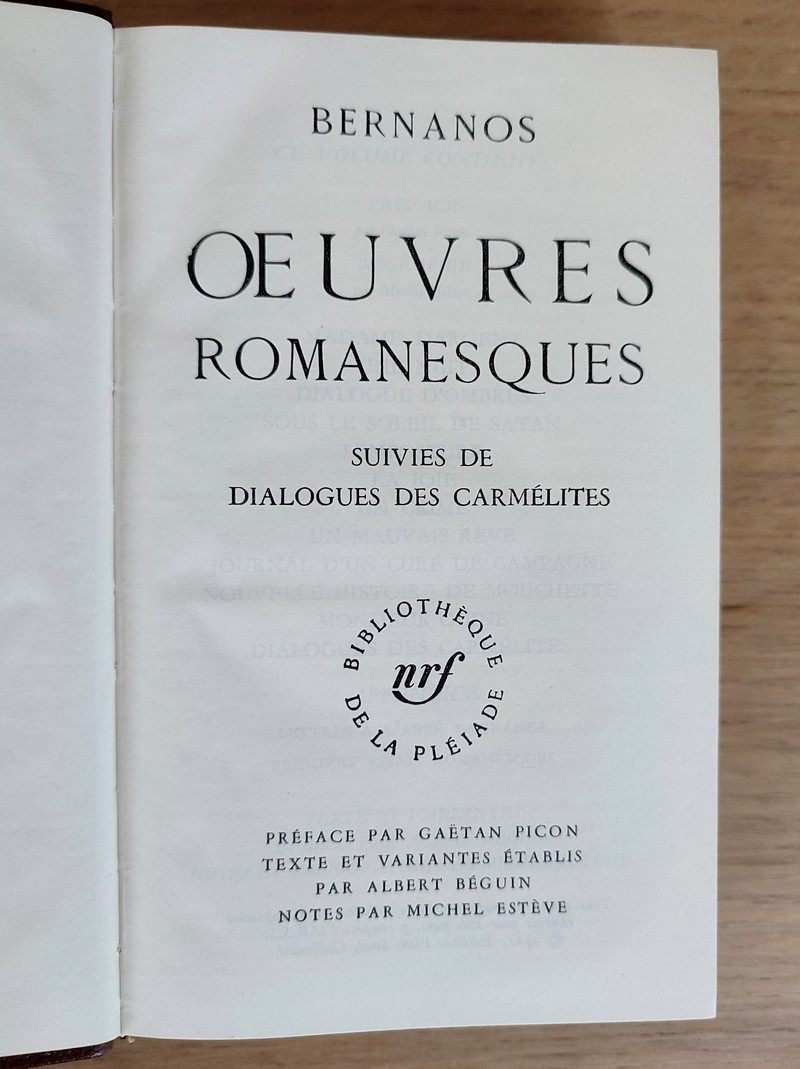 BERNANOS
ŒUVRES
ROMANESQUES
SUIVIES DE
DIALOGUES DES CARMÉLITES
BIBLIOTHÈQUE
nrf
DE LA PLÉIADE
PRÉFACE PAR GAËTAN PICON
TEXTE ET VARIANTES ÉTABLIS
PAR ALBERT BÉGUIN
NOTES PAR MICHEL ESTÈVE